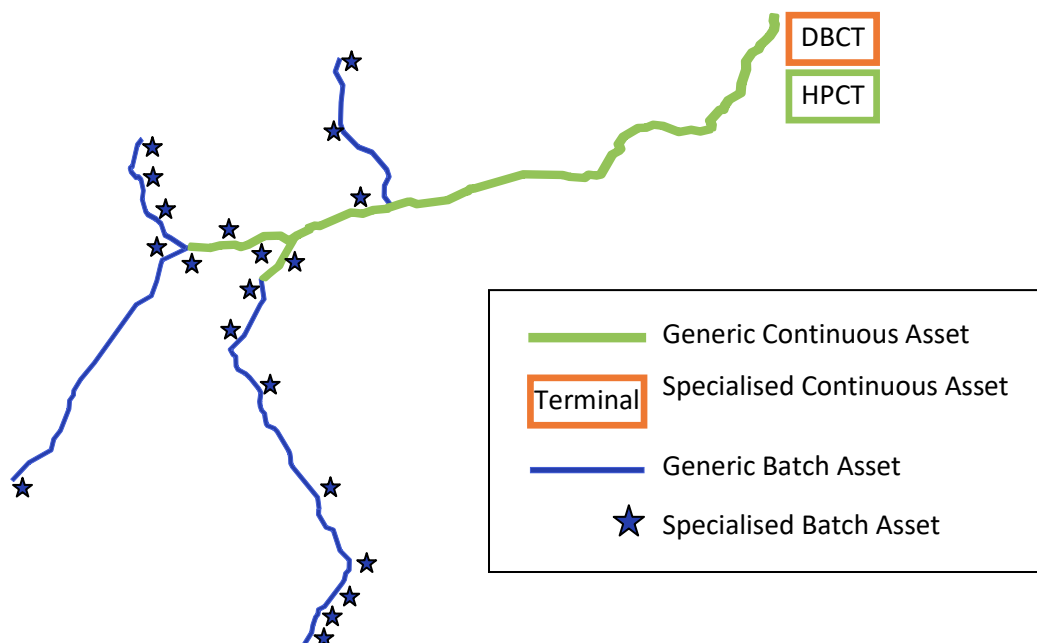 DBCT
HPCT
Generic Continuous Asset
Terminal Specialised Continuous Asset
Generic Batch Asset
Specialised Batch Asset